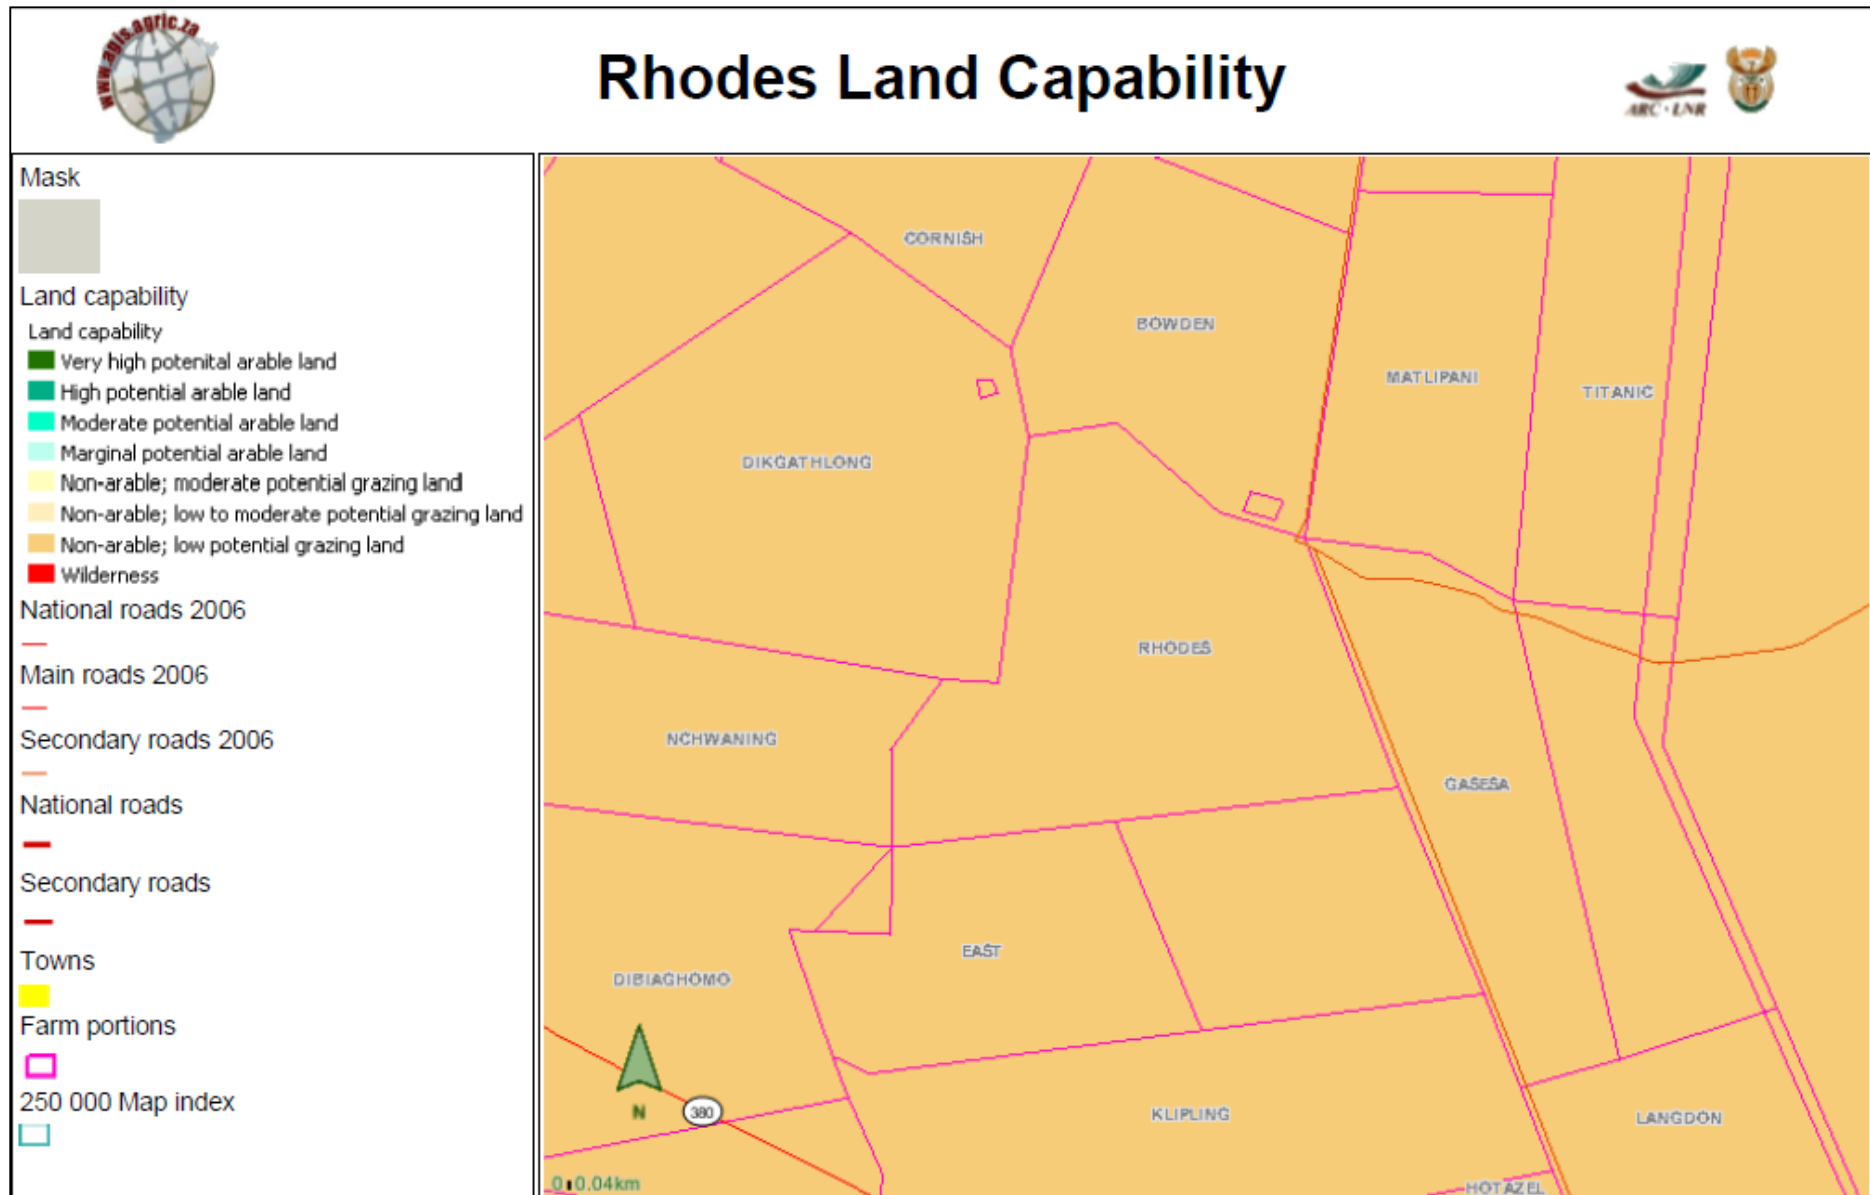 www.agis.agric.za
Rhodes Land Capability
ARC · LNR
Mask
Land capability
Land capability
Very high potenital arable land
High potential arable land
Moderate potential arable land
Marginal potential arable land
Non-arable; moderate potential grazing land
Non-arable; low to moderate potential grazing land
Non-arable; low potential grazing land
Wilderness
National roads 2006
Main roads 2006
Secondary roads 2006
National roads
Secondary roads
Towns
Farm portions
250 000 Map index
CORNISH
BOWDEN
MATLIPANI
TITANIC
DIKGATHLONG
RHODES
NCHWANING
GASESA
EAST
DIBIAGHOMO
N
380
KLIPLING
LANGDON
0 0.04km
HOTAZEL